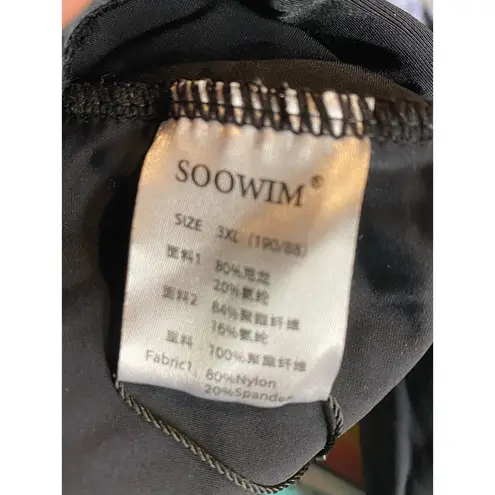 SOOWIM®
SIZE 3XL (190/88)
面料1 80%尼龙
20%氨纶
面料2 84%聚酯纤维
16%氨纶
里料 100%聚酯纤维
Fabric1 80%Nylon
20%Spande